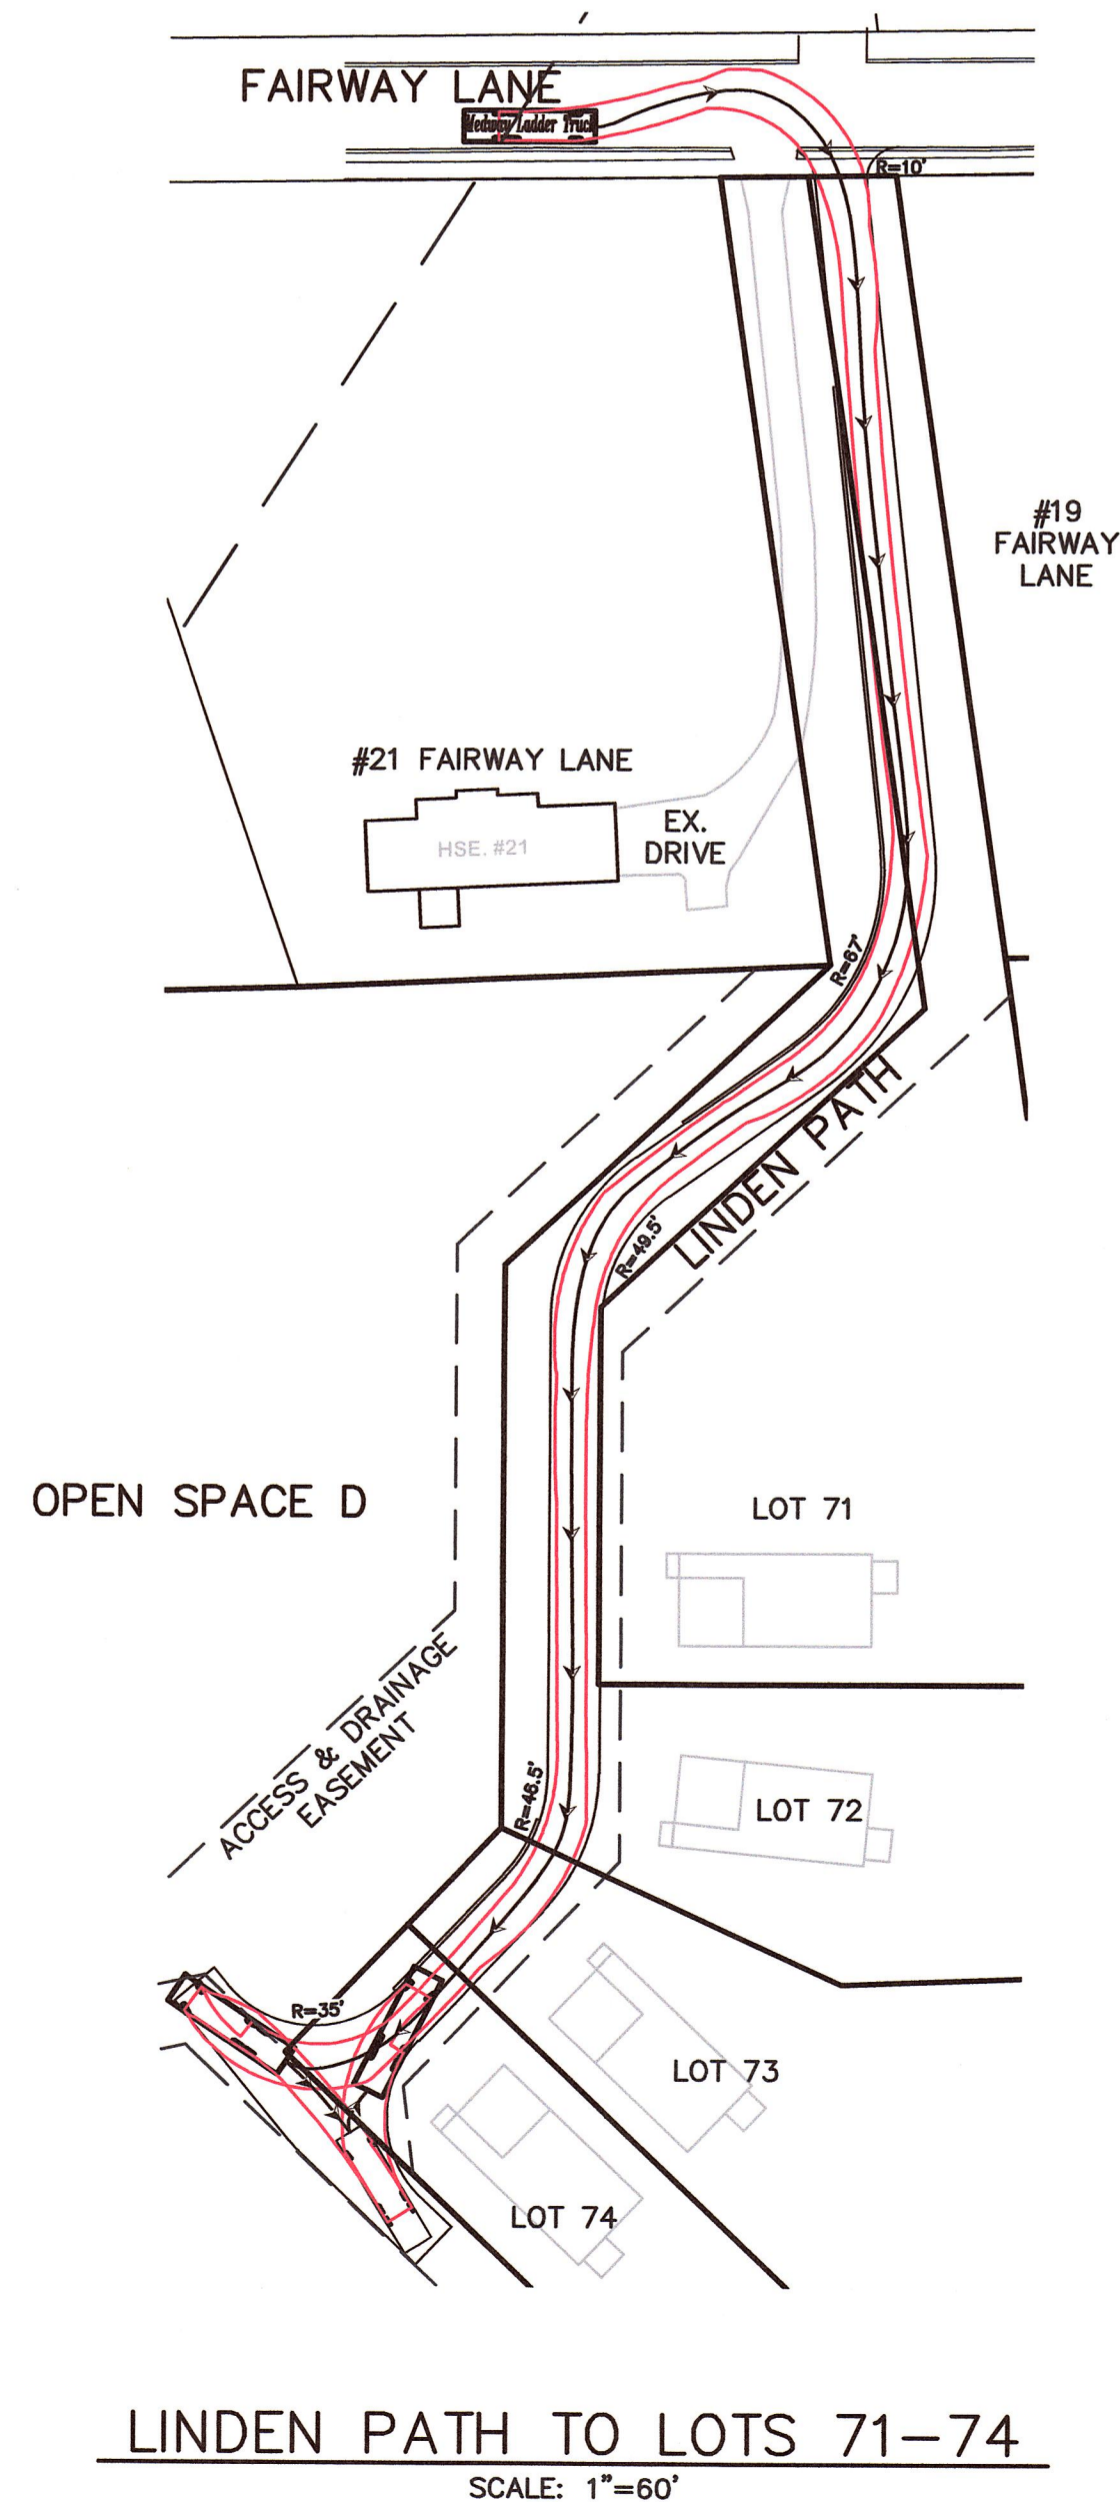 FAIRWAY LANE
Medway Ladder Truck
R=10'
#19
FAIRWAY
LANE
#21 FAIRWAY LANE
HSE. #21
EX.
DRIVE
R=67'
LINDEN PATH
R=49.5'
OPEN SPACE D
LOT 71
ACCESS & DRAINAGE
EASEMENT
R=46.5'
LOT 72
R=35'
LOT 73
LOT 74
LINDEN PATH TO LOTS 71-74
SCALE: 1"=60'